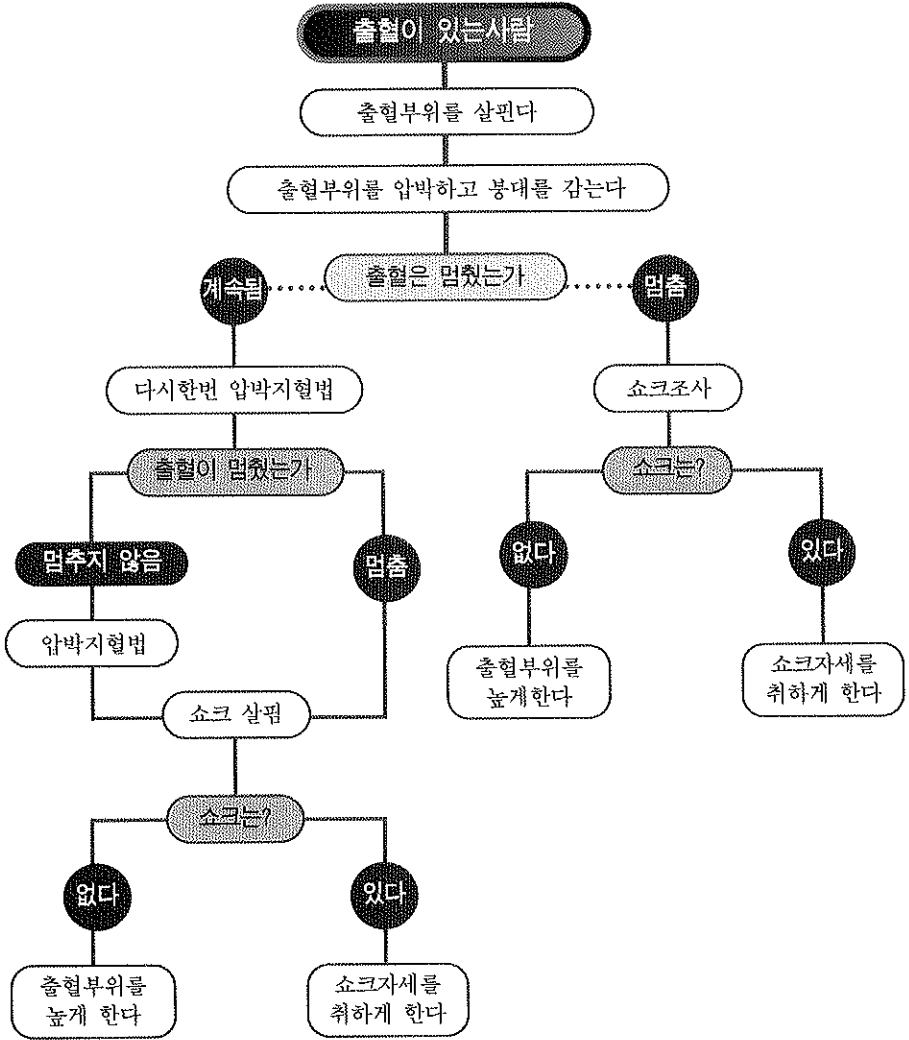 출혈이 있는사람
출혈부위를 살핀다
출혈부위를 압박하고 붕대를 감는다
출혈은 멈췄는가
계속됨
멈춤
다시한번 압박지혈법
쇼크조사
출혈이 멈췄는가
쇼크는?
멈추지 않음
멈춤
없다
있다
압박지혈법
출혈부위를
높게한다
쇼크자세를
취하게 한다
쇼크 살핌
쇼크는?
없다
있다
출혈부위를
높게 한다
쇼크자세를
취하게 한다